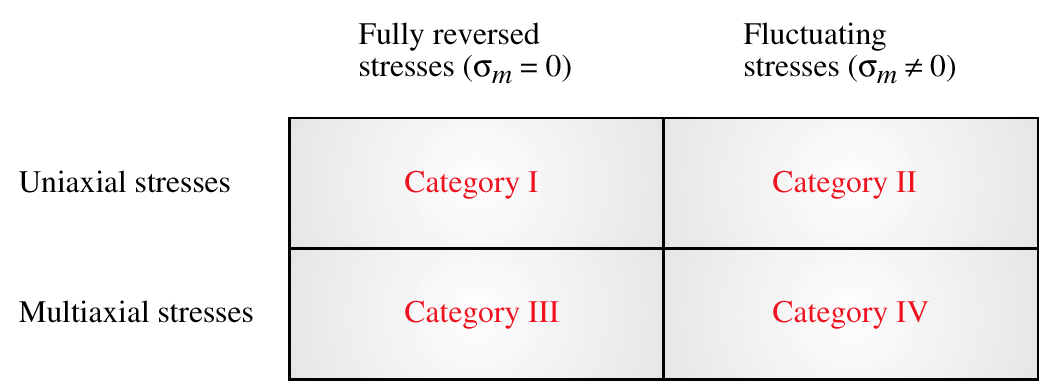 Fully reversed
stresses (σm = 0)
Fluctuating
stresses (σm ≠ 0)
Uniaxial stresses
Category I
Category II
Multiaxial stresses
Category III
Category IV